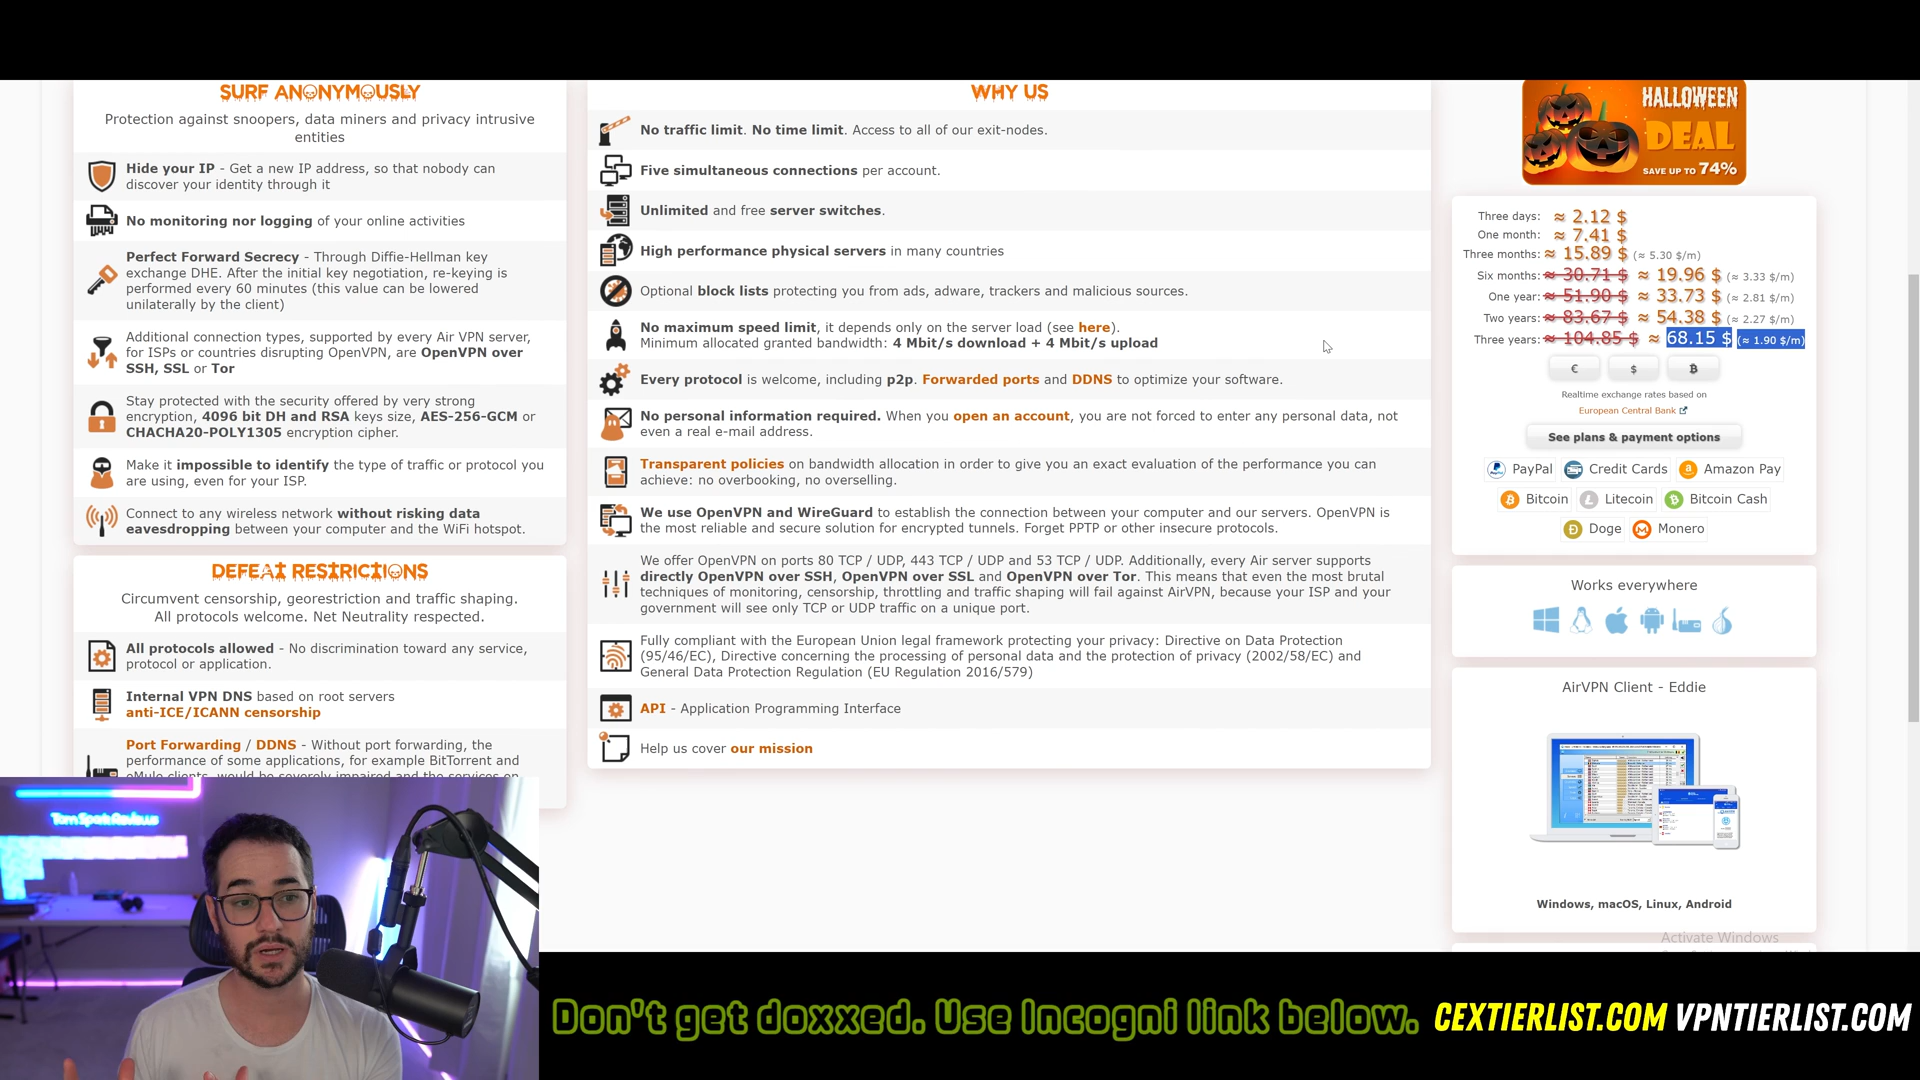 SURF ANONYMOUSLY
Protection against snoopers, data miners and privacy intrusive
entities
Hide your IP - Get a new IP address, so that nobody can
discover your identity through it
No monitoring nor logging of your online activities
Perfect Forward Secrecy - Through Diffie-Hellman key
exchange DHE. After the initial key negotiation, re-keying is
performed every 60 minutes (this value can be lowered
unilaterally by the client)
Additional connection types, supported by every Air VPN server,
for ISPs or countries disrupting OpenVPN, are OpenVPN over
SSH, SSL or Tor
Stay protected with the security offered by very strong
encryption, 4096 bit DH and RSA keys size, AES-256-GCM or
CHACHA20-POLY1305 encryption cipher.
Make it impossible to identify the type of traffic or protocol you
are using, even for your ISP.
Connect to any wireless network without risking data
eavesdropping between your computer and the WiFi hotspot.
DEFEAT RESTRICTIONS
Circumvent censorship, georestriction and traffic shaping.
All protocols welcome. Net Neutrality respected.
All protocols allowed - No discrimination toward any service,
protocol or application.
Internal VPN DNS based on root servers
anti-ICE/ICANN censorship
Port Forwarding / DDNS - Without port forwarding, the
performance of some applications, for example BitTorrent and
eMule clients, would be severely impaired and the services on
WHY US
No traffic limit. No time limit. Access to all of our exit-nodes.
Five simultaneous connections per account.
Unlimited and free server switches.
High performance physical servers in many countries
Optional block lists protecting you from ads, adware, trackers and malicious sources.
No maximum speed limit, it depends only on the server load (see here).
Minimum allocated granted bandwidth: 4 Mbit/s download + 4 Mbit/s upload
Every protocol is welcome, including p2p. Forwarded ports and DDNS to optimize your software.
No personal information required. When you open an account, you are not forced to enter any personal data, not
even a real e-mail address.
Transparent policies on bandwidth allocation in order to give you an exact evaluation of the performance you can
achieve: no overbooking, no overselling.
We use OpenVPN and WireGuard to establish the connection between your computer and our servers. OpenVPN is
the most reliable and secure solution for encrypted tunnels. Forget PPTP or other insecure protocols.
We offer OpenVPN on ports 80 TCP / UDP, 443 TCP / UDP and 53 TCP / UDP. Additionally, every Air server supports
directly OpenVPN over SSH, OpenVPN over SSL and OpenVPN over Tor. This means that even the most brutal
techniques of monitoring, censorship, throttling and traffic shaping will fail against AirVPN, because your ISP and your
government will see only TCP or UDP traffic on a unique port.
Fully compliant with the European Union legal framework protecting your privacy: Directive on Data Protection
(95/46/EC), Directive concerning the processing of personal data and the protection of privacy (2002/58/EC) and
General Data Protection Regulation (EU Regulation 2016/579)
API - Application Programming Interface
Help us cover our mission
HALLOWEEN
DEAL
SAVE UP TO 74%
Three days: ≈ 2.12 $
One month: ≈ 7.41 $
Three months: ≈ 15.89 $ (≈ 5.30 $/m)
Six months: ≈ 30.71 $ ≈ 19.96 $ (≈ 3.33 $/m)
One year: ≈ 51.90 $ ≈ 33.73 $ (≈ 2.81 $/m)
Two years: ≈ 83.67 $ ≈ 54.38 $ (≈ 2.27 $/m)
Three years: ≈ 104.85 $ ≈ 68.15 $ (≈ 1.90 $/m)
€ $ ₿
Realtime exchange rates based on
European Central Bank
See plans & payment options
PayPal Credit Cards Amazon Pay
Bitcoin Litecoin Bitcoin Cash
Doge Monero
Works everywhere
AirVPN Client - Eddie
Windows, macOS, Linux, Android
Activate Windows
Tom Spark Reviews
Don't get doxxed. Use Incogni link below.
CEXTIERLIST.COM VPNTIERLIST.COM